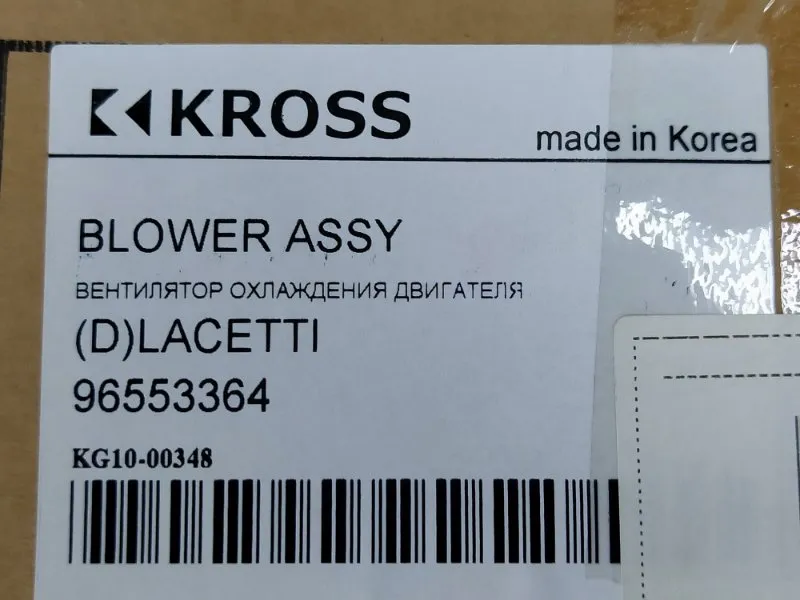 KROSS
made in Korea
BLOWER ASSY
ВЕНТИЛЯТОР ОХЛАЖДЕНИЯ ДВИГАТЕЛЯ
(D)LACETTI
96553364
KG10-00348